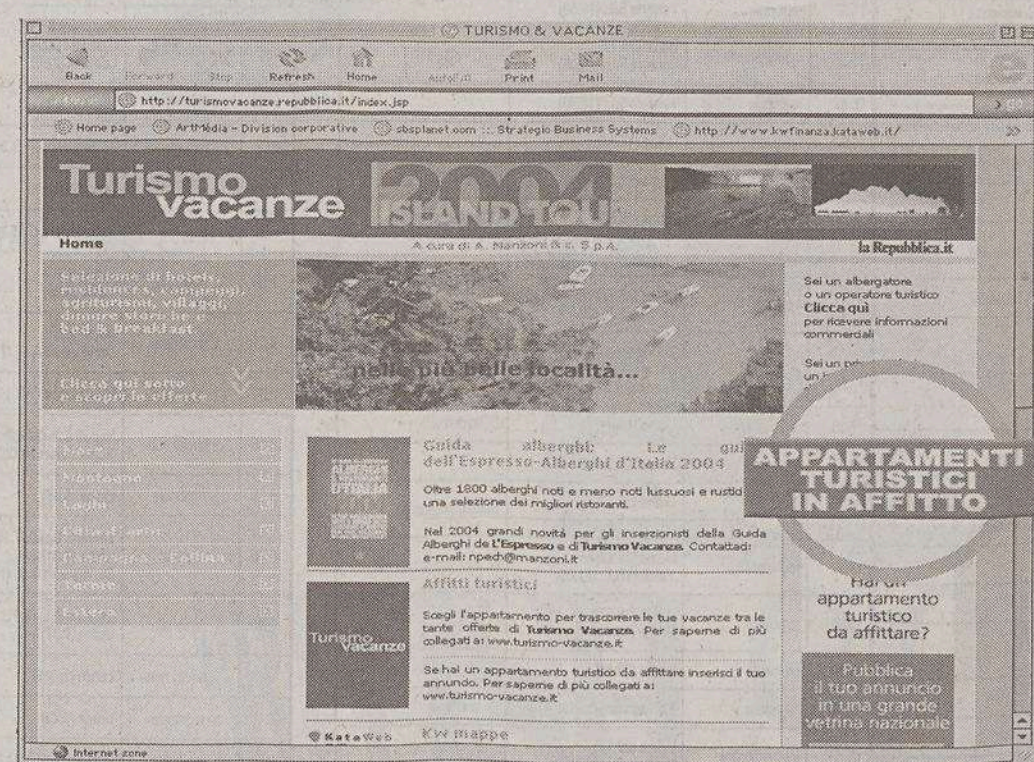 TURISMO & VACANZE
Back Forward Stop Refresh Home AutoFill Print Mail
http://turismovacanze.repubblica.it/index.jsp
Home page ArtMédia - Division corporative sbsplanet.com ::. Strategic Business Systems http://www.kwfinanza.kataweb.it/
Turismo
vacanze
2004
ISLAND TOUR
Home
A cura di A. Manzoni & c. S.p.A.
la Repubblica.it
Selezione di hotels,
residences, campeggi,
agriturismi, villaggi,
dimore storiche e
bed & breakfast.
Clicca qui sotto
e scopri le offerte
nelle più belle località...
Sei un albergatore
o un operatore turistico
Clicca quì
per ricevere informazioni
commerciali
Sei un
un
Mare
Montagna
Laghi
Terme
Estero
Guida alberghi: Le
dell'Espresso-Alberghi d'Italia 2004
Oltre 1800 alberghi noti e meno noti lussuosi e
una selezione dei migliori ristoranti.
Nel 2004 grandi novità per gli inserzionisti della Guida
Alberghi de L'Espresso e di Turismo Vacanze. Contattaci:
e-mail: npech@manzoni.it
Affitti turistici
Turismo
Vacanze
Scegli l'appartamento per trascorrere le tue vacanze tra le
tante offerte di Turismo Vacanze. Per saperne di più
collegati a: www.turismo-vacanze.it
Se hai un appartamento turistico da affittare inserisci il tuo
annuncio. Per saperne di più collegati a:
www.turismo-vacanze.it
KataWeb
Kw mappe
APPARTAMENTI
TURISTICI
IN AFFITTO
Hai un
appartamento
turistico
da affittare?
Pubblica
il tuo annuncio
in una grande
vetrina nazionale
Internet zone